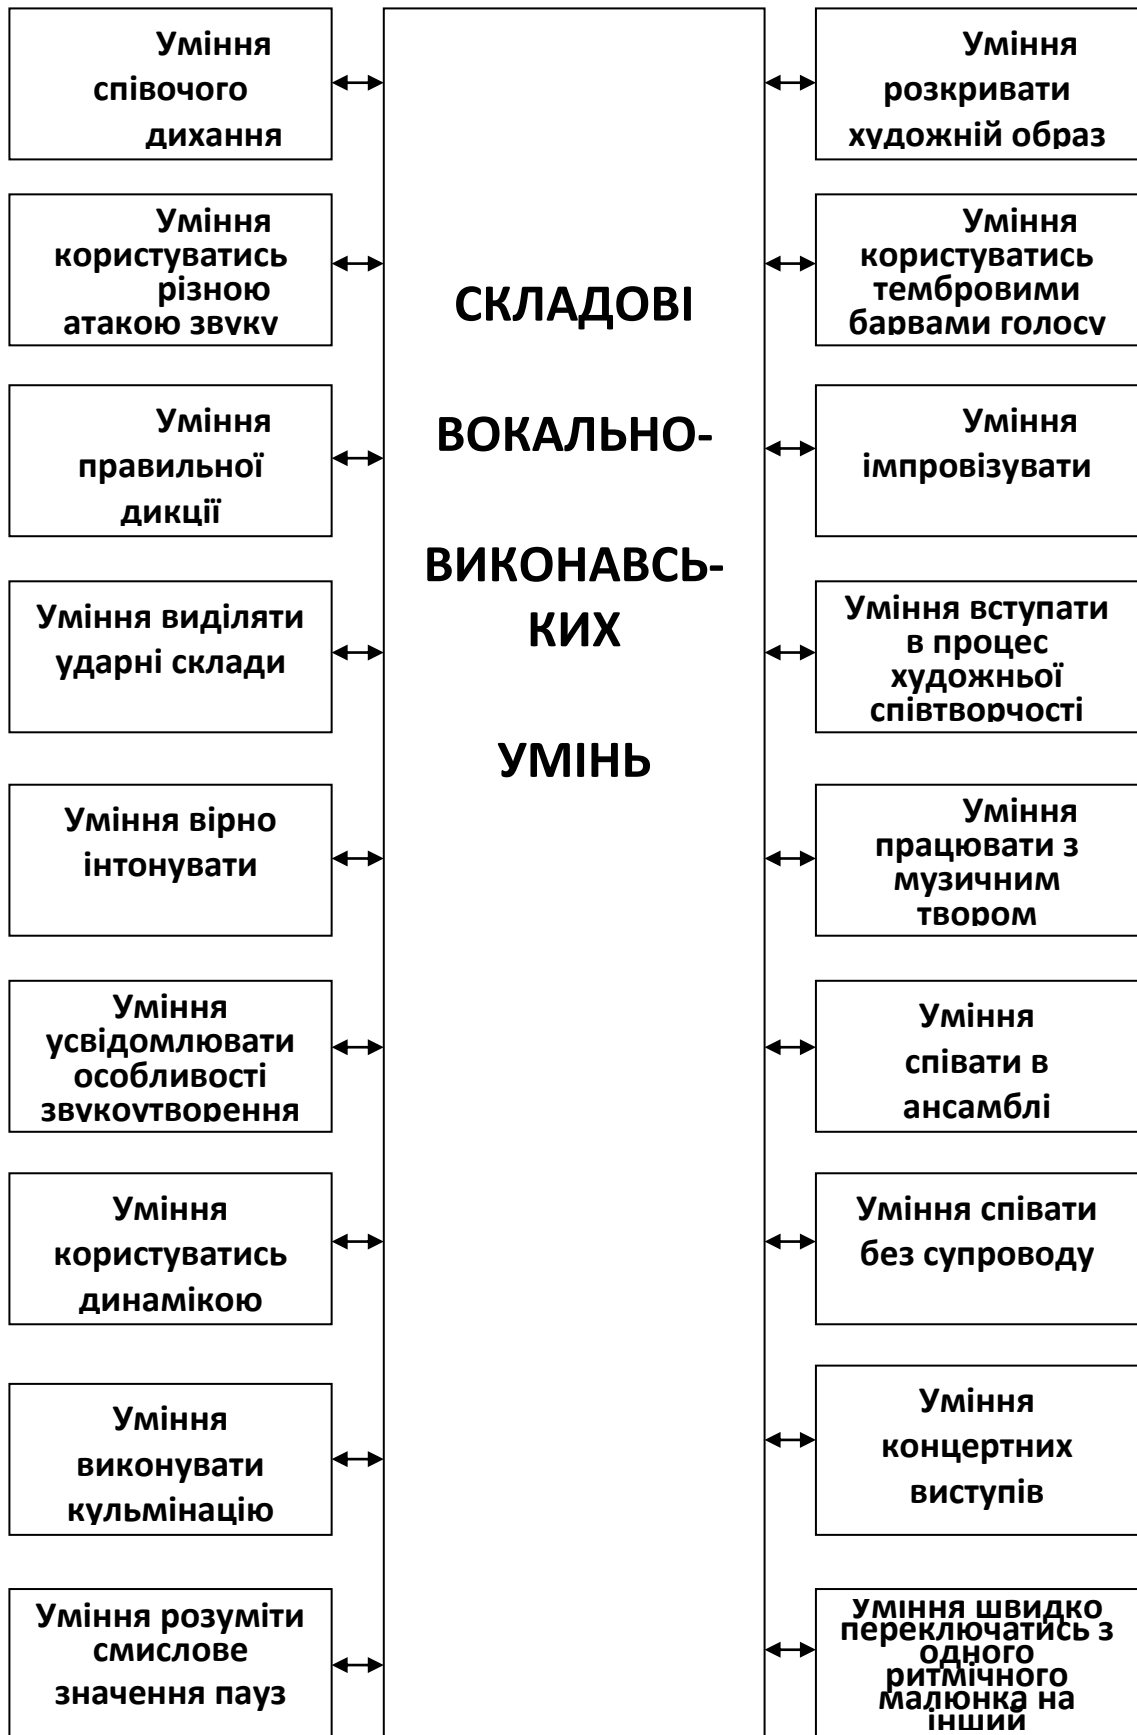 Уміння
співочого
дихання
Уміння
користуватись
різною
атакою звуку
Уміння
правильної
дикції
Уміння виділяти
ударні склади
Уміння вірно
інтонувати
Уміння
усвідомлювати
особливості
звукоутворення
Уміння
користуватись
динамікою
Уміння
виконувати
кульмінацію
Уміння розуміти
смислове
значення пауз
СКЛАДОВІ
ВОКАЛЬНО-
ВИКОНАВСЬ-
КИХ
УМІНЬ
Уміння
розкривати
художній образ
Уміння
користуватись
тембровими
барвами голосу
Уміння
імпровізувати
Уміння вступати
в процес
художньої
співтворчості
Уміння
працювати з
музичним
твором
Уміння
співати в
ансамблі
Уміння співати
без супроводу
Уміння
концертних
виступів
Уміння швидко
переключатись з
одного
ритмічного
малюнка на
інший